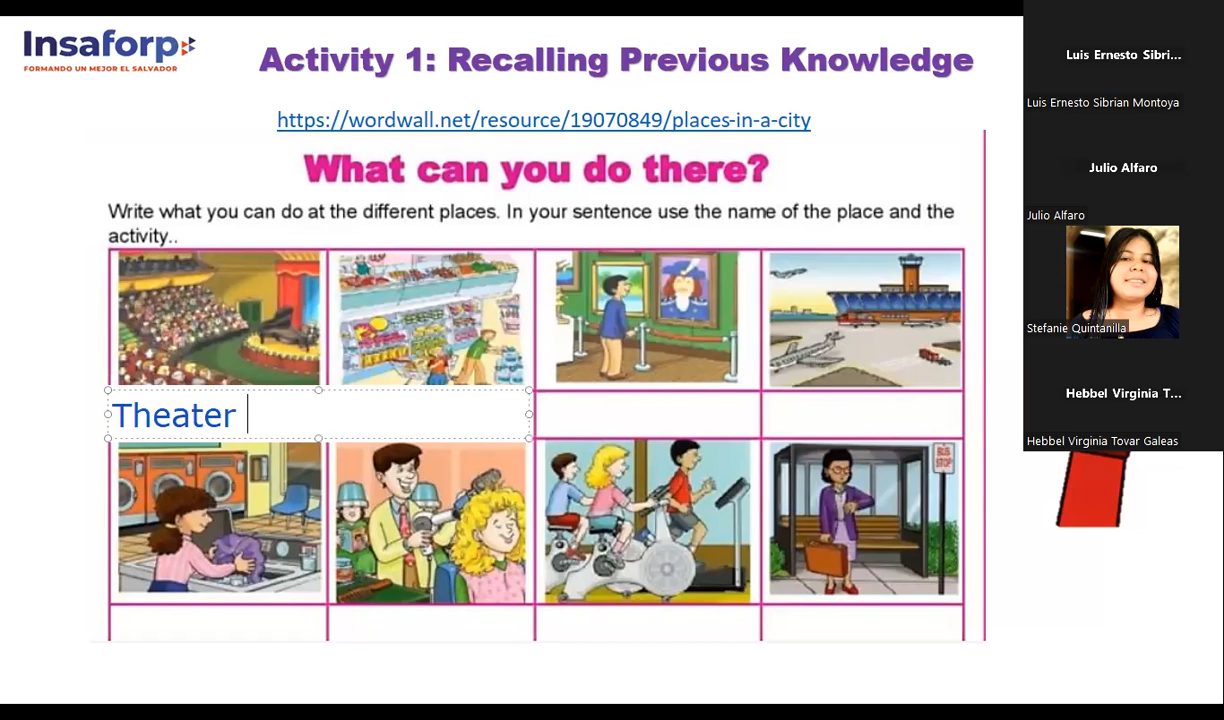 Insaforp
FORMANDO UN MEJOR EL SALVADOR
Activity 1: Recalling Previous Knowledge
https://wordwall.net/resource/19070849/places-in-a-city
What can you do there?
Write what you can do at the different places. In your sentence use the name of the place and the
activity..
Theater
BUS
STOP
Luis Ernesto Sibri...
Luis Ernesto Sibrian Montoya
Julio Alfaro
Julio Alfaro
Stefanie Quintanilla
Hebbel Virginia T...
Hebbel Virginia Tovar Galeas